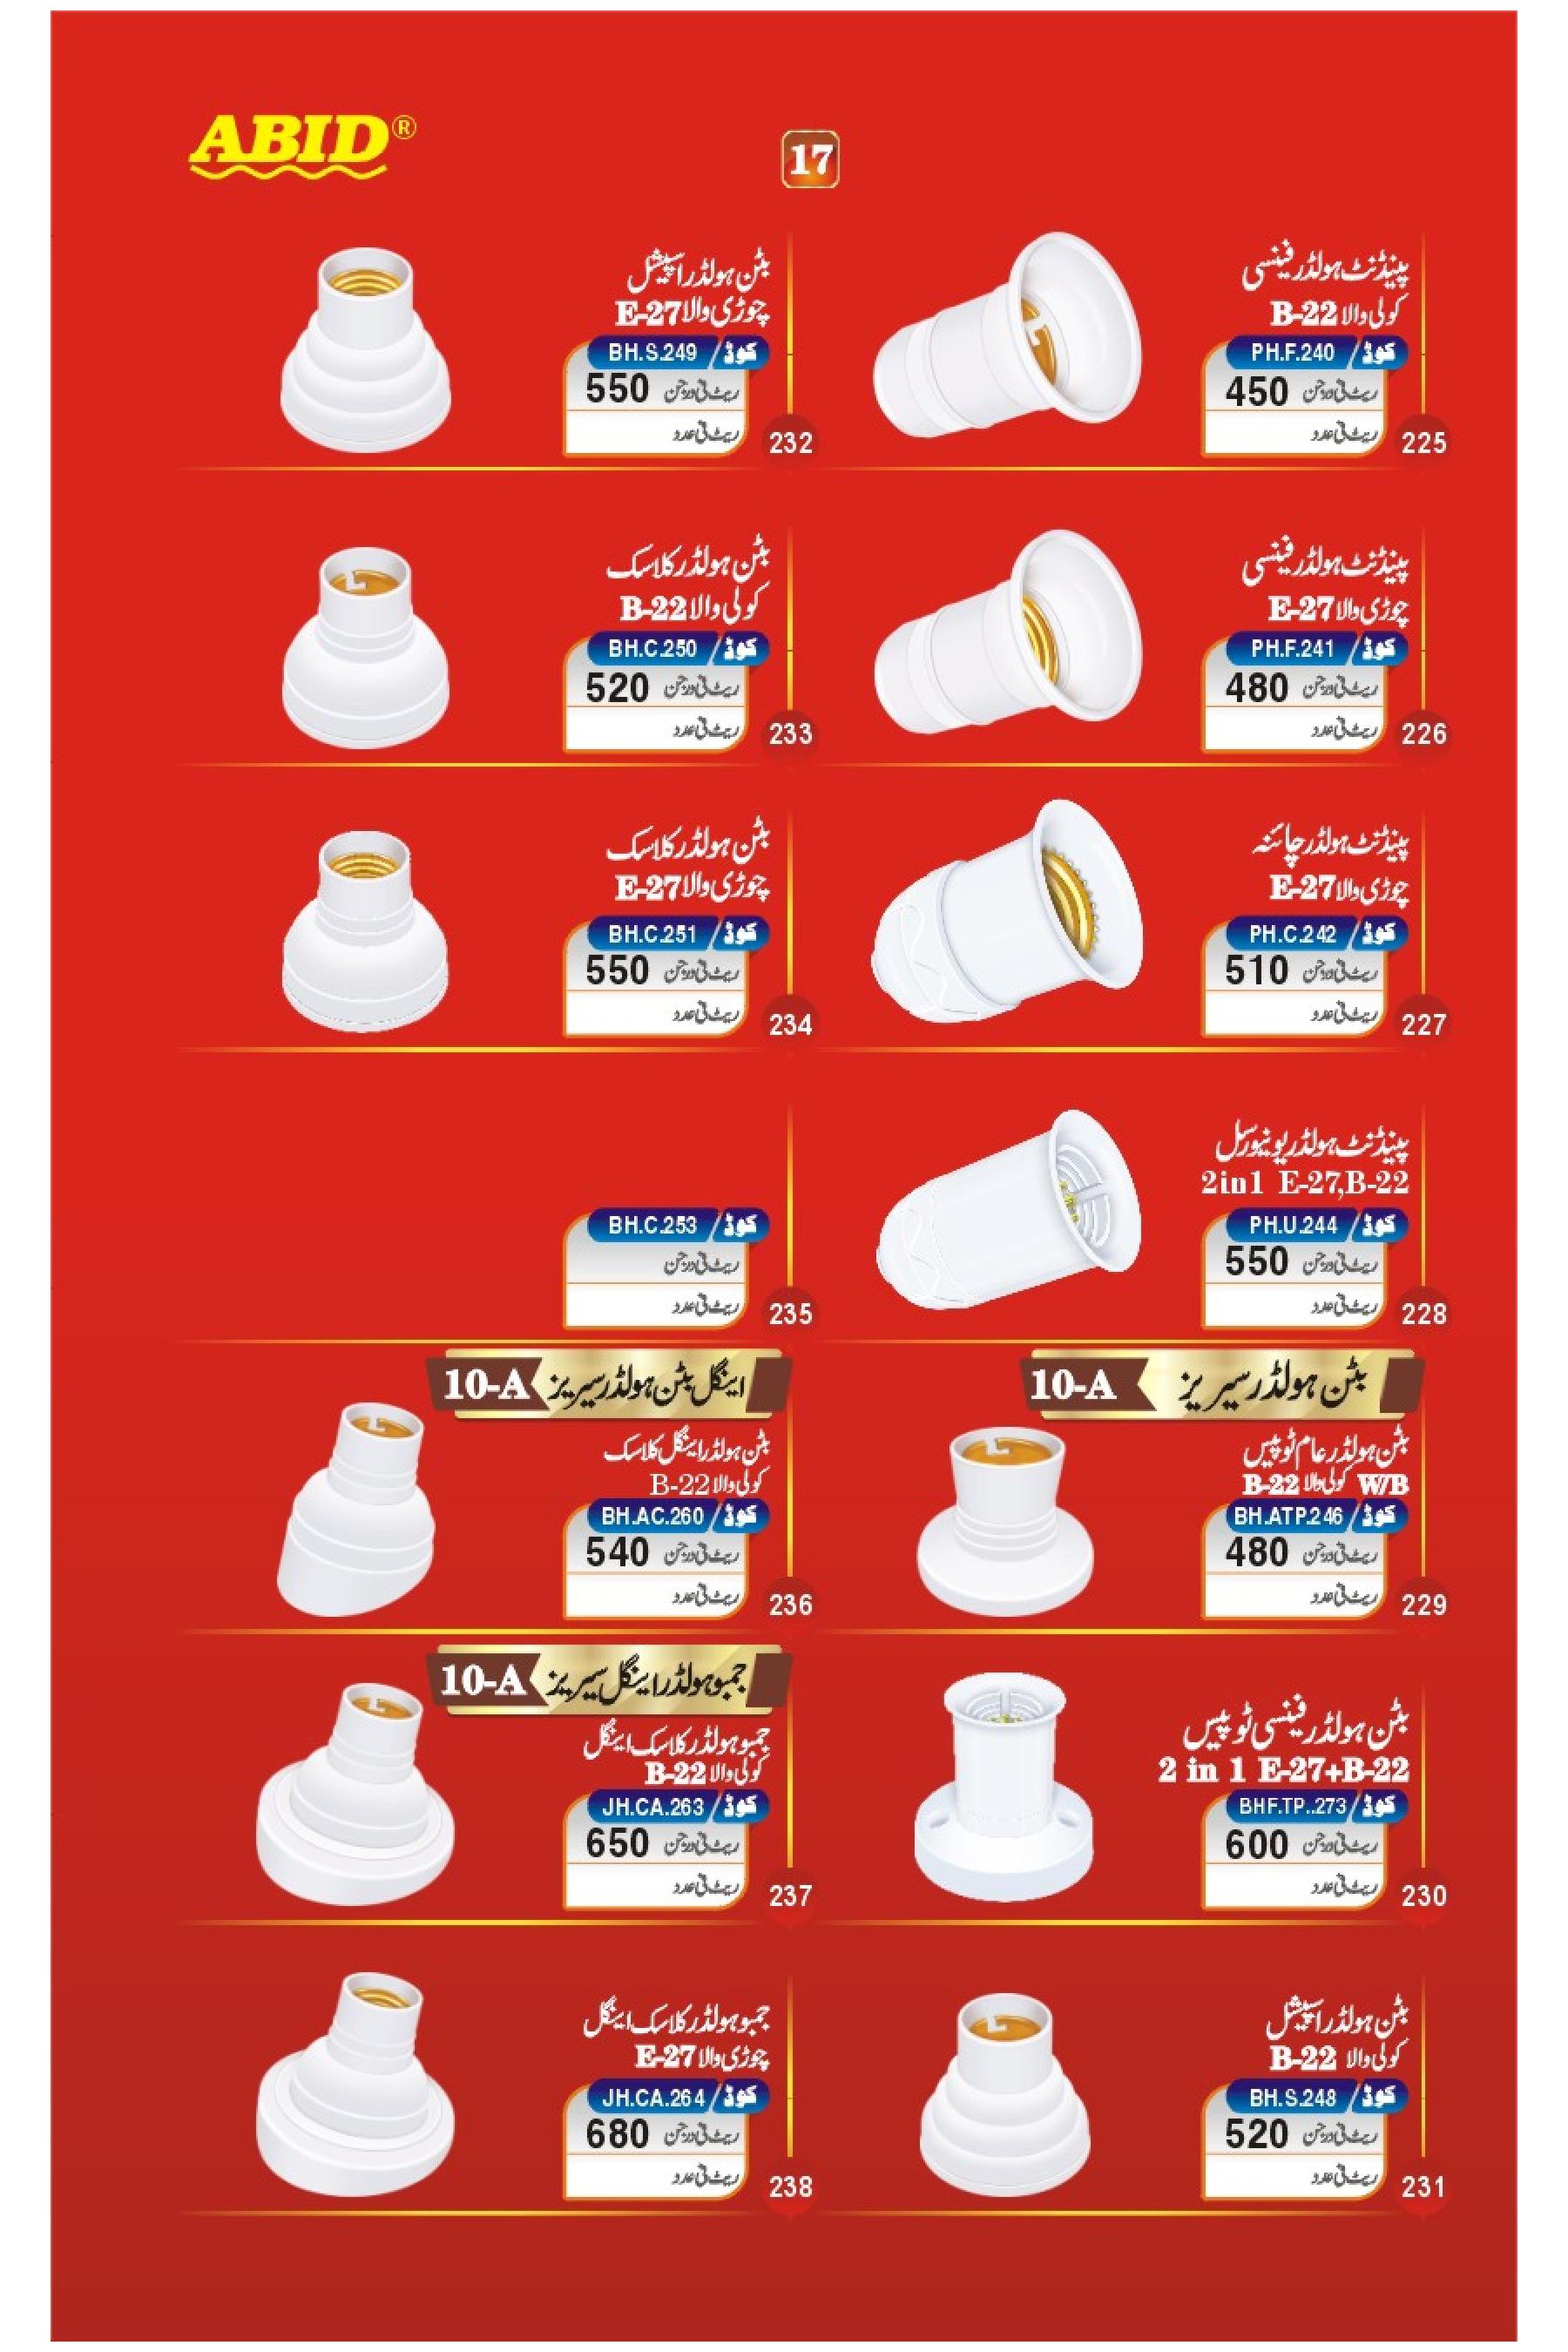 ABID®
17
پینڈنٹ ہولڈر فینسی
کولی والا B-22
کوڈ / PH.F.240
ریٹ فی درجن 450
ریٹ فی عدد
225
پینڈنٹ ہولڈر فینسی
چوڑی والا E-27
کوڈ / PH.F.241
ریٹ فی درجن 480
ریٹ فی عدد
226
پینڈنٹ ہولڈر چائنہ
چوڑی والا E-27
کوڈ / PH.C.242
ریٹ فی درجن 510
ریٹ فی عدد
227
پینڈنٹ ہولڈر یونیورسل
2in1 E-27,B-22
کوڈ / PH.U.244
ریٹ فی درجن 550
ریٹ فی عدد
228
بٹن ہولڈر سیریز 10-A
بٹن ہولڈر عام ٹوپیس
W/B کولی والا B-22
کوڈ / BH.ATP.246
ریٹ فی درجن 480
ریٹ فی عدد
229
بٹن ہولڈر فینسی ٹوپیس
2 in 1 E-27+B-22
کوڈ / BHF.TP..273
ریٹ فی درجن 600
ریٹ فی عدد
230
بٹن ہولڈر اسپیشل
کولی والا B-22
کوڈ / BH.S.248
ریٹ فی درجن 520
ریٹ فی عدد
231
بٹن ہولڈر اسپیشل
چوڑی والا E-27
کوڈ / BH.S.249
ریٹ فی درجن 550
ریٹ فی عدد
232
بٹن ہولڈر کلاسک
کولی والا B-22
کوڈ / BH.C.250
ریٹ فی درجن 520
ریٹ فی عدد
233
بٹن ہولڈر کلاسک
چوڑی والا E-27
کوڈ / BH.C.251
ریٹ فی درجن 550
ریٹ فی عدد
234
کوڈ / BH.C.253
ریٹ فی درجن
ریٹ فی عدد
235
اینگل بٹن ہولڈر سیریز 10-A
بٹن ہولڈر اینگل کلاسک
کولی والا B-22
کوڈ / BH.AC.260
ریٹ فی درجن 540
ریٹ فی عدد
236
جمبو ہولڈر اینگل سیریز 10-A
جمبو ہولڈر کلاسک اینگل
کولی والا B-22
کوڈ / JH.CA.263
ریٹ فی درجن 650
ریٹ فی عدد
237
جمبو ہولڈر کلاسک اینگل
چوڑی والا E-27
کوڈ / JH.CA.264
ریٹ فی درجن 680
ریٹ فی عدد
238